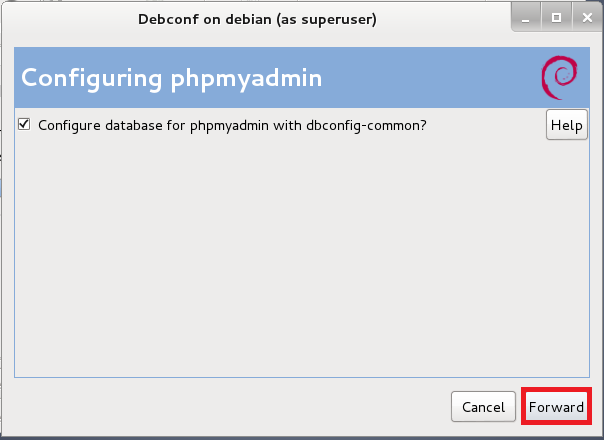 Debconf on debian (as superuser)
Configuring phpmyadmin
Configure database for phpmyadmin with dbconfig-common?
Help
Cancel
Forward